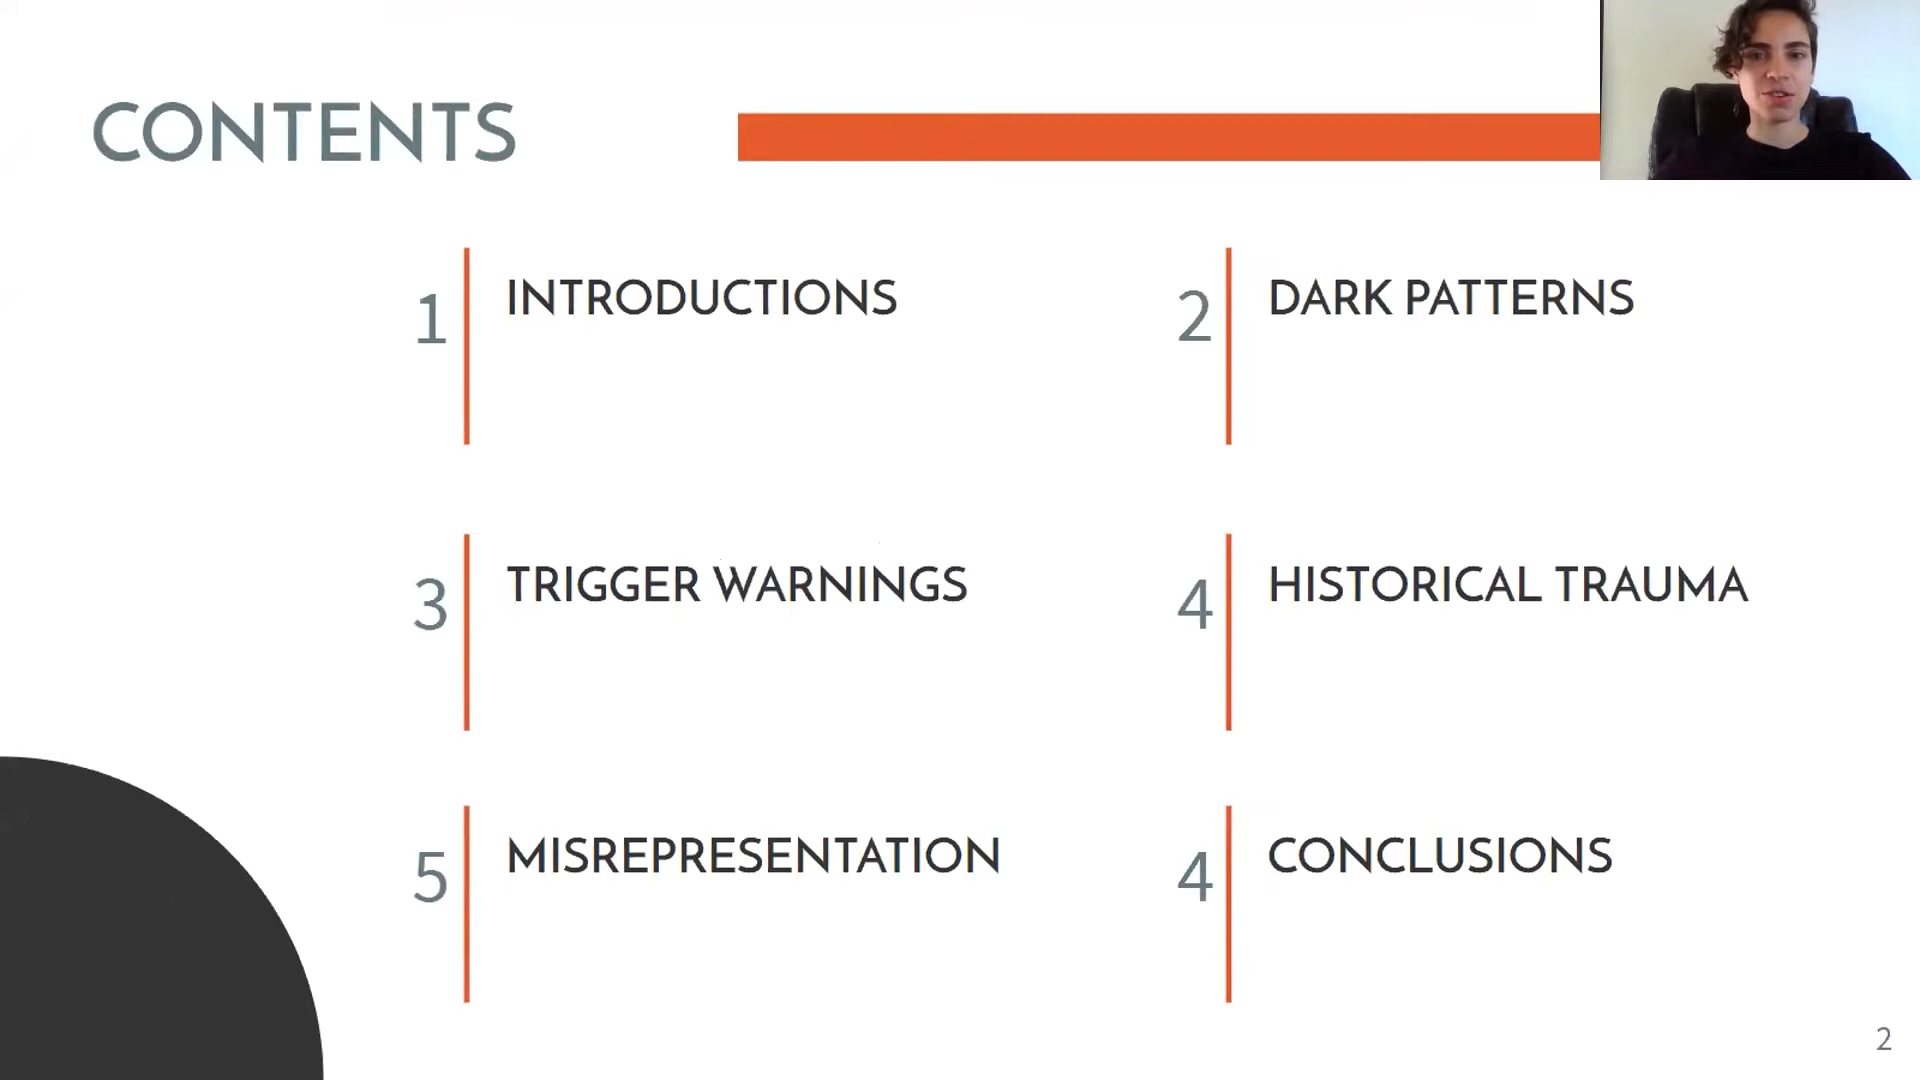 CONTENTS
1 INTRODUCTIONS
2 DARK PATTERNS
3 TRIGGER WARNINGS
4 HISTORICAL TRAUMA
5 MISREPRESENTATION
4 CONCLUSIONS
2